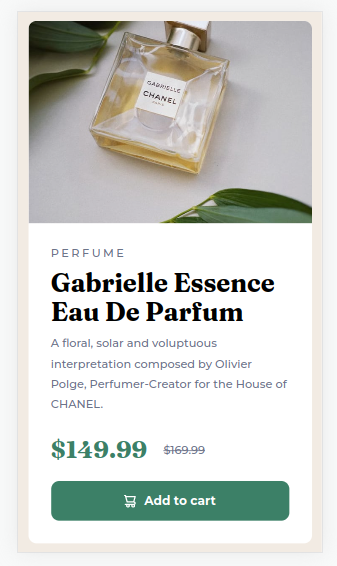 GABRIELLE
CHANEL
PARIS
PERFUME
Gabrielle Essence
Eau De Parfum
A floral, solar and voluptuous
interpretation composed by Olivier
Polge, Perfumer-Creator for the House of
CHANEL.
$149.99 $169.99
Add to cart